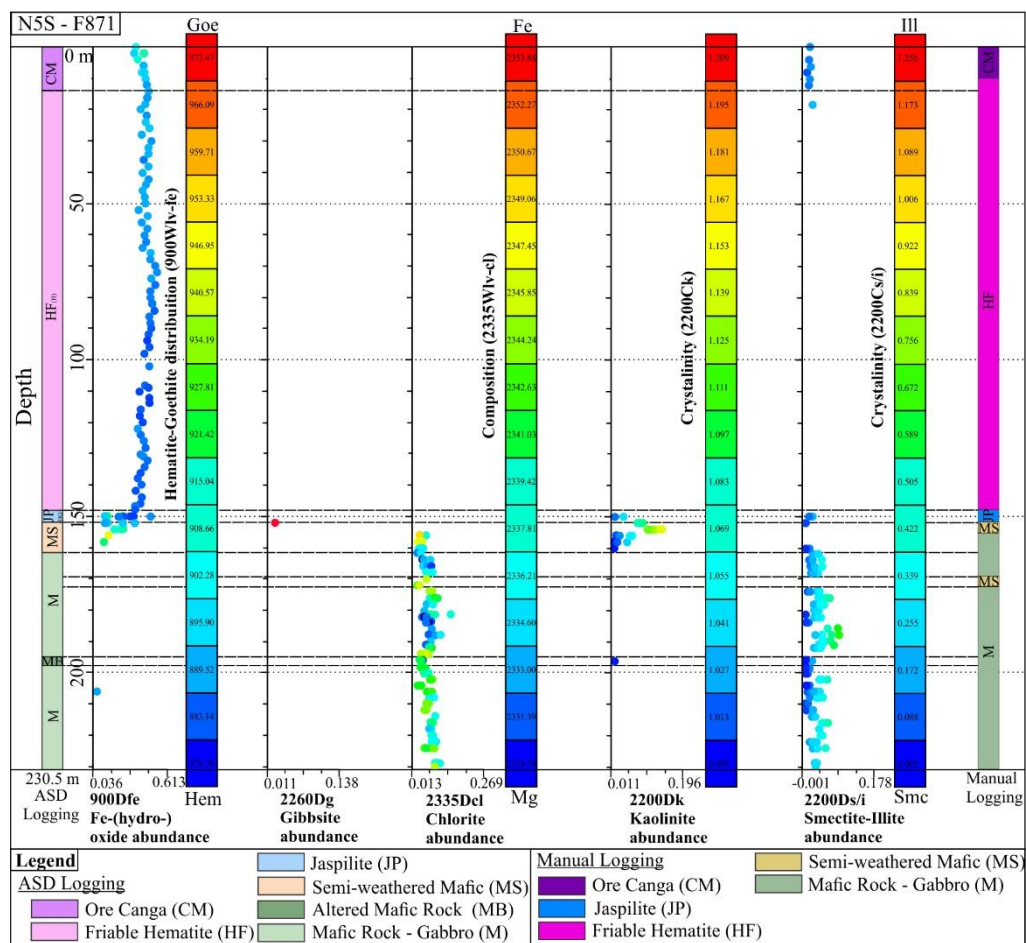 N5S - F871
Goe
Fe
Ill
0 m
50
100
150
200
Depth
CM
HF
JP
MS
M
MB
M
Hematite-Goethite distribution (900Wlv-fe)
972.47
966.09
959.71
953.33
946.95
940.57
934.19
927.81
921.42
915.04
908.66
902.28
895.90
889.52
883.14
Composition (2335Wlv-cl)
2353.88
2352.27
2350.67
2349.06
2347.45
2345.85
2344.24
2342.63
2341.03
2339.42
2337.81
2336.21
2334.60
2333.00
2331.39
Crystalinity (2200Ck)
1.209
1.195
1.181
1.167
1.153
1.139
1.125
1.111
1.097
1.083
1.069
1.055
1.041
1.027
1.013
Crystalinity (2200Cs/i)
1.256
1.173
1.089
1.006
0.922
0.839
0.756
0.672
0.589
0.505
0.422
0.339
0.255
0.172
0.088
CM
HF
JP
MS
MS
M
230.5 m
ASD
Logging
0.036 0.613
Hem
900Dfe
Fe-(hydro-)
oxide abundance
0.011 0.138
2260Dg
Gibbsite
abundance
0.013 0.269
Mg
2335Dcl
Chlorite
abundance
0.011 0.196
2200Dk
Kaolinite
abundance
-0.001 0.178
Smc
2200Ds/i
Smectite-Illite
abundance
Manual
Logging
Legend
ASD Logging
Ore Canga (CM)
Friable Hematite (HF)
Jaspilite (JP)
Semi-weathered Mafic (MS)
Altered Mafic Rock (MB)
Mafic Rock - Gabbro (M)
Manual Logging
Ore Canga (CM)
Jaspilite (JP)
Friable Hematite (HF)
Semi-weathered Mafic (MS)
Mafic Rock - Gabbro (M)